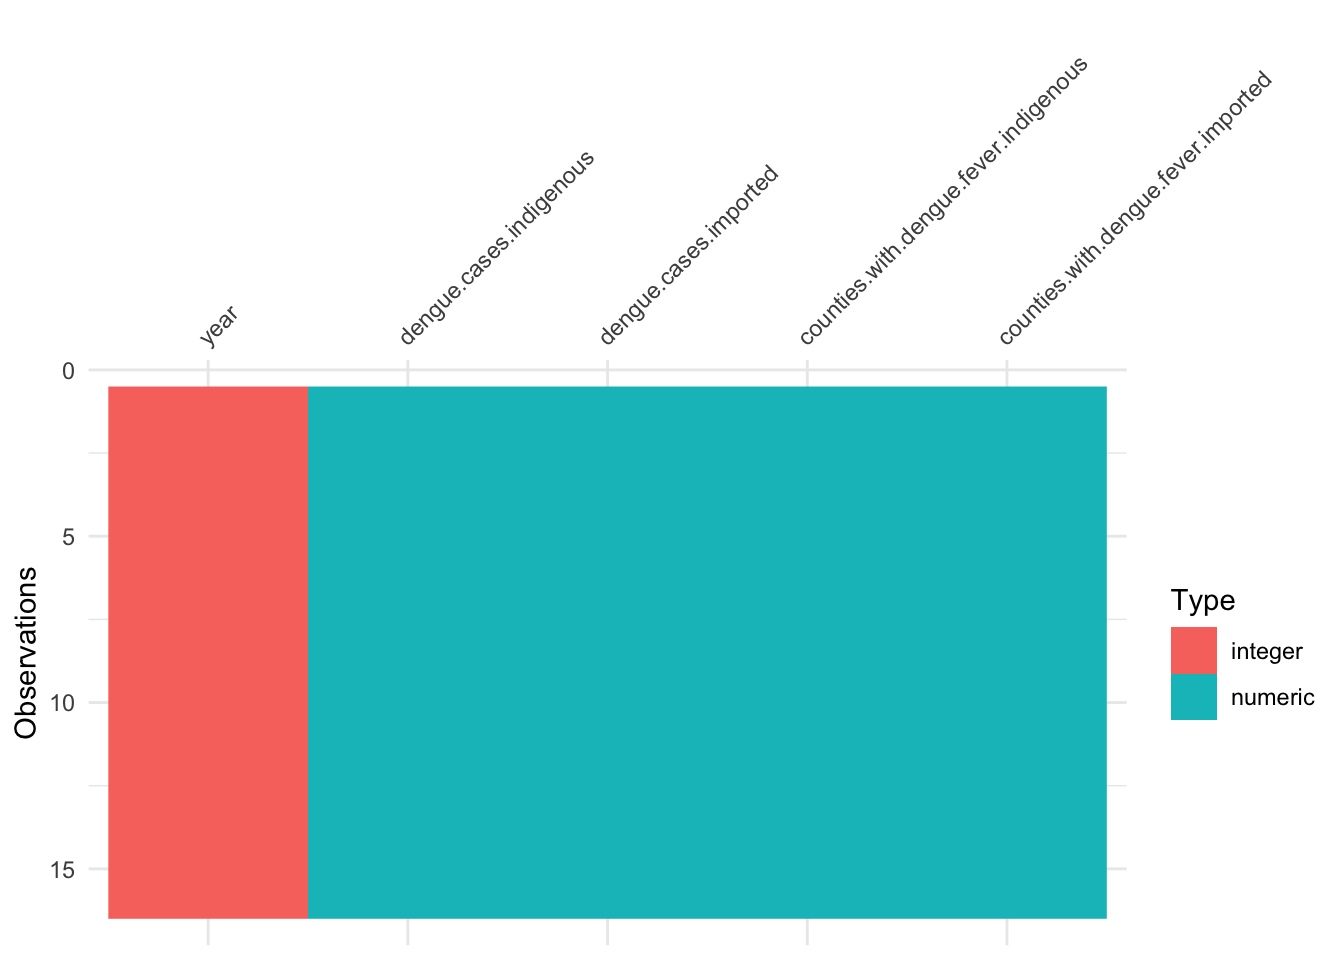 year
dengue.cases.indigenous
dengue.cases.imported
counties.with.dengue.fever.indigenous
counties.with.dengue.fever.imported
0
5
10
15
Observations
Type
integer
numeric